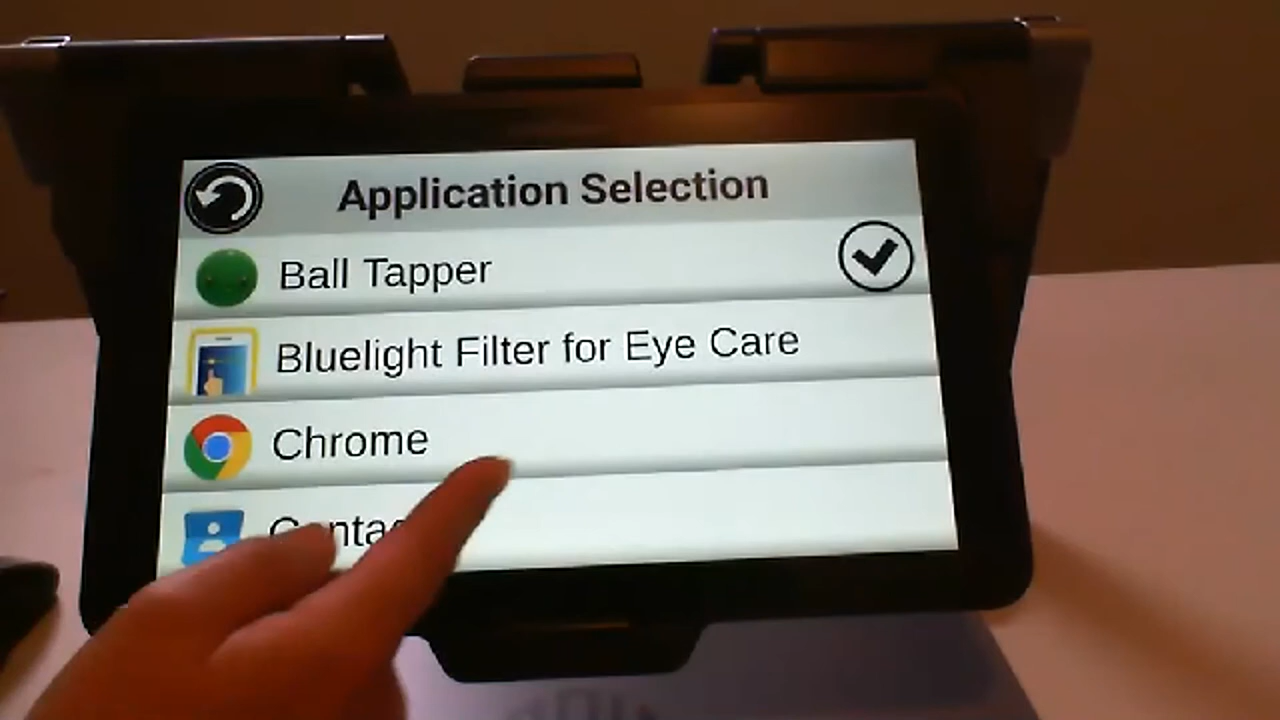 Application Selection
Ball Tapper
Bluelight Filter for Eye Care
Chrome